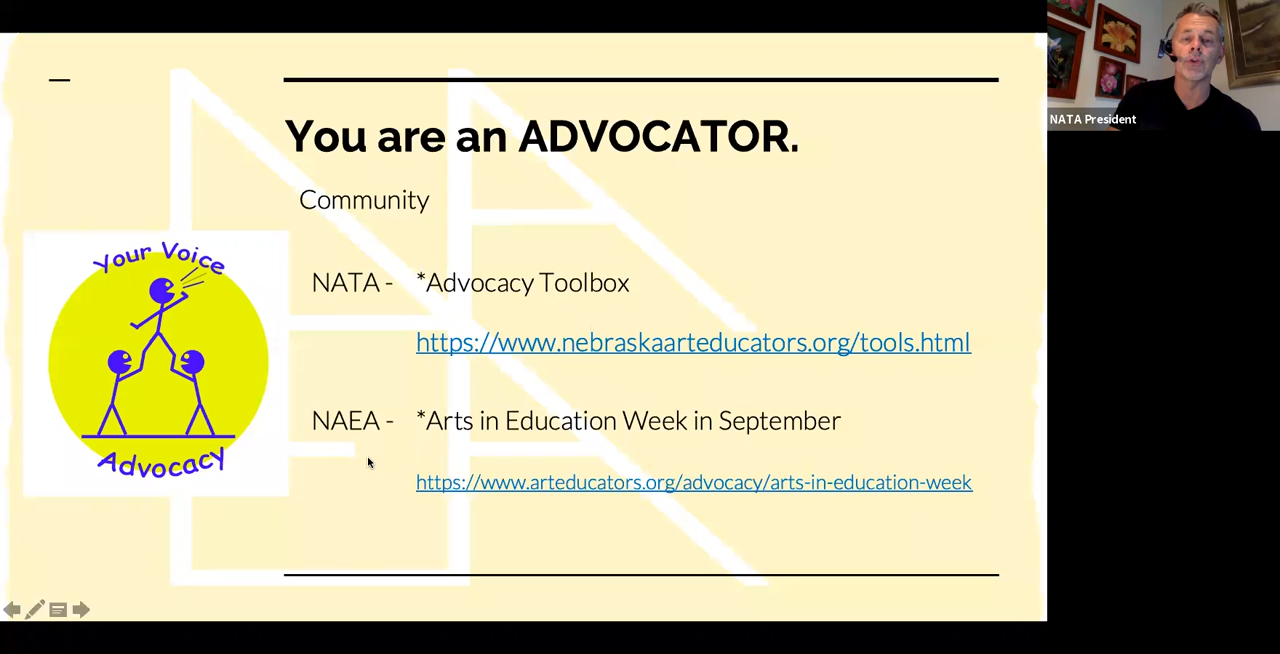 You are an ADVOCATOR.
Community
Your Voice
Advocacy
NATA - *Advocacy Toolbox
https://www.nebraskaarteducators.org/tools.html
NAEA - *Arts in Education Week in September
https://www.arteducators.org/advocacy/arts-in-education-week
NATA President